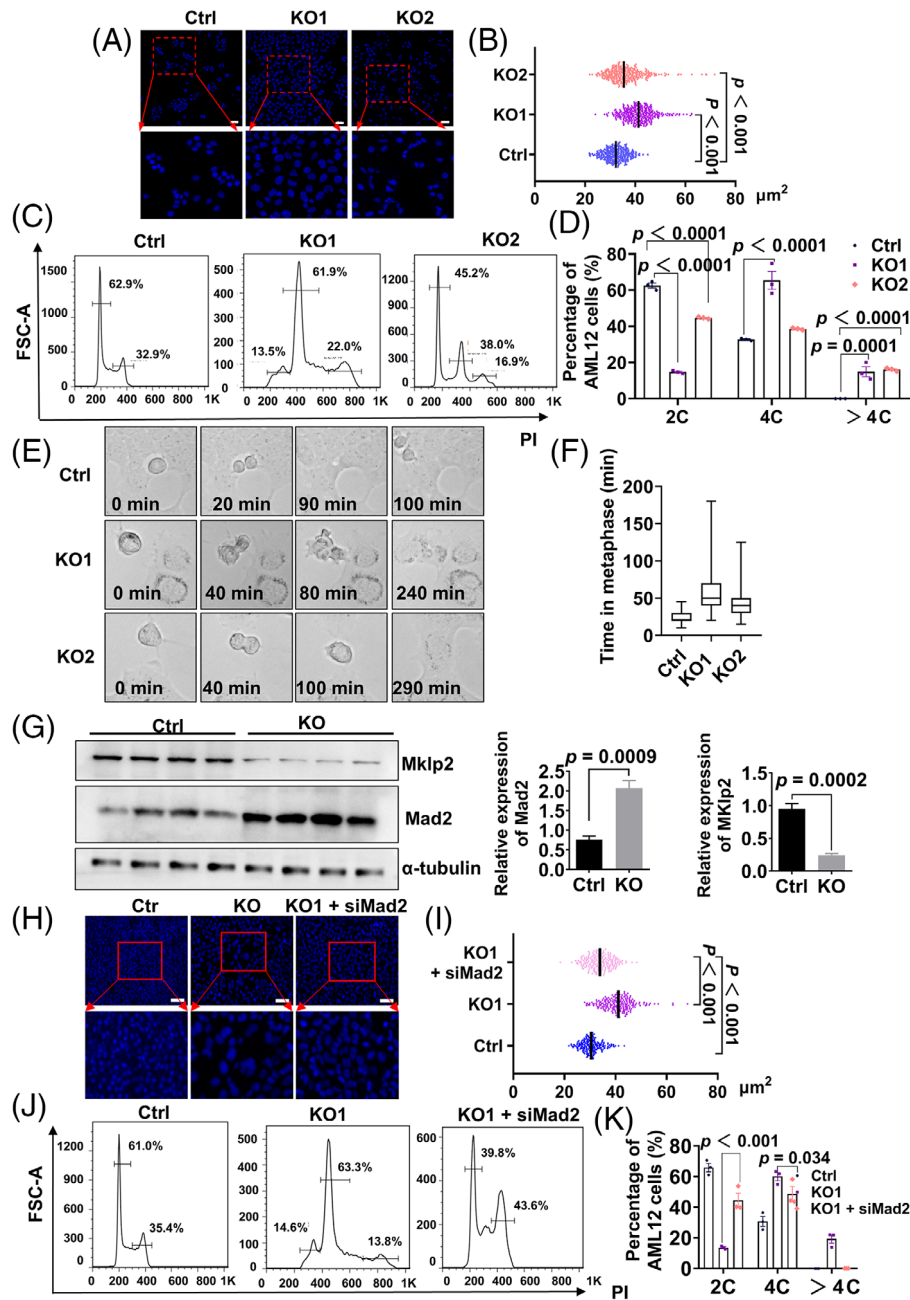 (A)
Ctrl KO1 KO2
(B)
KO2
KO1
Ctrl
p < 0.001
P < 0.001
0 20 40 60 80
µm2
(C)
Ctrl KO1 KO2
FSC-A
1500
1000
500
0
62.9%
32.9%
0 200 400 600 800 1K
500
400
300
200
100
0
61.9%
13.5%
22.0%
0 200 400 600 800 1K
1200
900
600
300
0
45.2%
38.0%
16.9%
0 200 400 600 800 1K
PI
(D)
Percentage of
AML12 cells (%)
80
60
40
20
0
p < 0.0001
p < 0.0001
p < 0.0001
p < 0.0001
p = 0.0001
Ctrl
KO1
KO2
2C 4C > 4C
(E)
Ctrl
0 min 20 min 90 min 100 min
KO1
0 min 40 min 80 min 240 min
KO2
0 min 40 min 100 min 290 min
(F)
Time in metaphase (min)
200
150
100
50
0
Ctrl KO1 KO2
(G)
Ctrl KO
Mklp2
Mad2
α-tubulin
Relative expression
of Mad2
2.5
2.0
1.5
1.0
0.5
0.0
p = 0.0009
Ctrl KO
Relative expression
of MKlp2
1.5
1.0
0.5
0.0
p = 0.0002
Ctrl KO
(H)
Ctr KO KO1 + siMad2
(I)
KO1
+ siMad2
KO1
Ctrl
P < 0.001
P < 0.001
0 20 40 60 80
µm2
(J)
Ctrl KO1 KO1 + siMad2
FSC-A
1200
900
600
300
0
61.0%
35.4%
0 200 400 600 800 1K
500
400
300
200
100
0
63.3%
14.6%
13.8%
0 200 400 600 800 1K
600
400
200
0
39.8%
43.6%
0 200 400 600 800 1K
PI
(K)
Percentage of
AML12 cells (%)
80
60
40
20
0
p < 0.001
p = 0.034
Ctrl
KO1
KO1 + siMad2
2C 4C > 4C